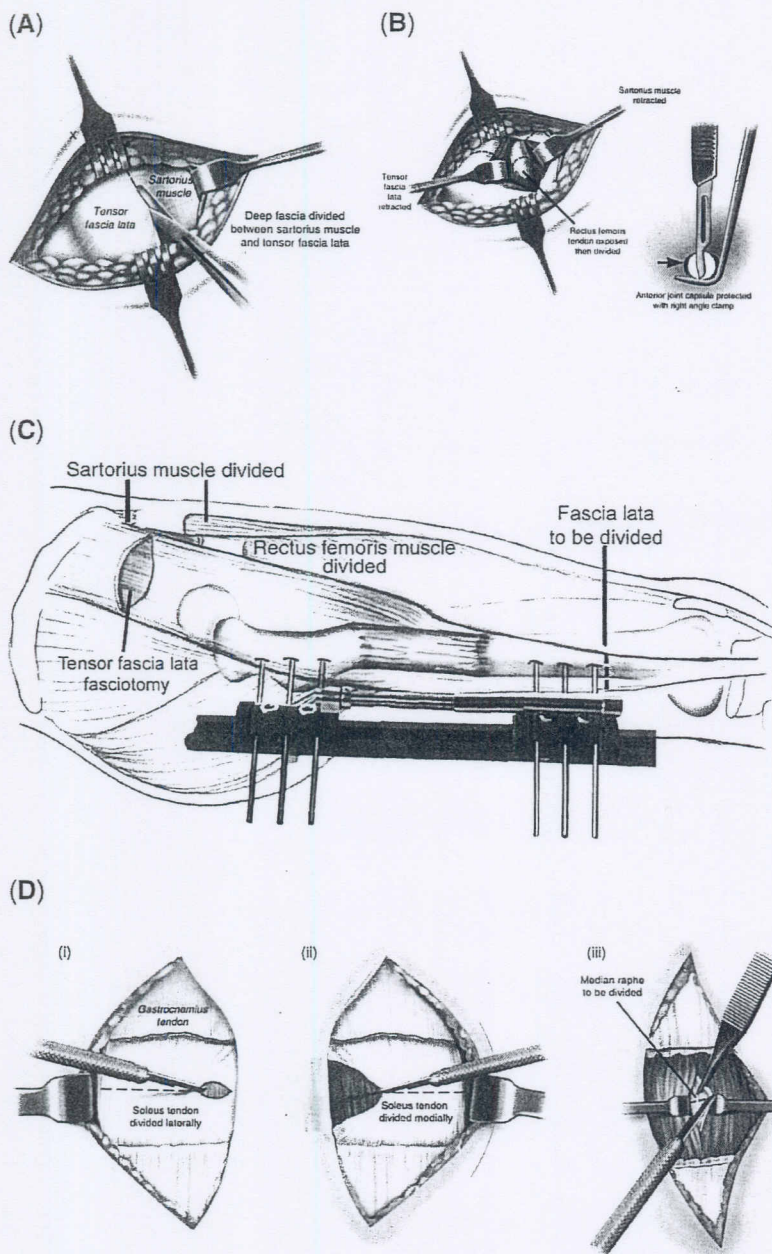 (A)
x
Sartorius
muscle
Tensor
fascia lata
Deep fascia divided
between sartorius muscle
and tensor fascia lata
(B)
Sartorius muscle
retracted
Tensor
fascia
lata
retracted
Rectus femoris
tendon exposed
then divided
Anterior joint capsule protected
with right angle clamp
(C)
Sartorius muscle divided
Rectus femoris muscle
divided
Fascia lata
to be divided
Tensor fascia lata
fasciotomy
(D)
(i)
Gastrocnemius
tendon
Soleus tendon
divided laterally
(ii)
Soleus tendon
divided medially
(iii)
Median raphe
to be divided